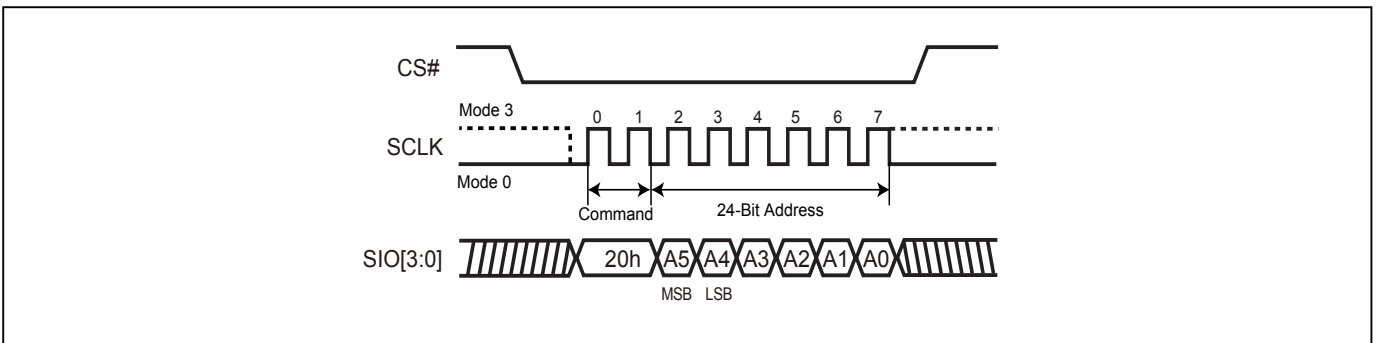 CS#
Mode 3
0 1 2 3 4 5 6 7
SCLK
Mode 0
Command 24-Bit Address
SIO[3:0] 20h A5 A4 A3 A2 A1 A0
MSB LSB